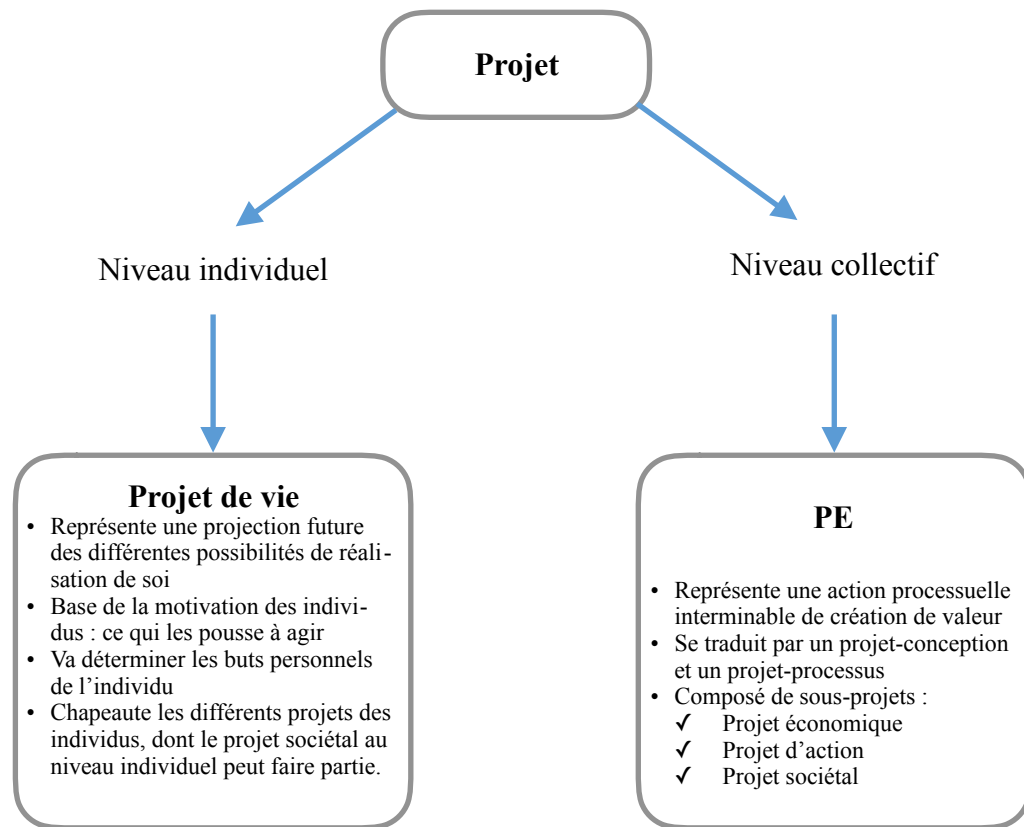 Projet
Niveau individuel
Niveau collectif
Projet de vie
• Représente une projection future
des différentes possibilités de réali-
sation de soi
• Base de la motivation des indivi-
dus : ce qui les pousse à agir
• Va déterminer les buts personnels
de l’individu
• Chapeaute les différents projets des
individus, dont le projet sociétal au
niveau individuel peut faire partie.
PE
• Représente une action processuelle
interminable de création de valeur
• Se traduit par un projet-conception
et un projet-processus
• Composé de sous-projets :
✓ Projet économique
✓ Projet d’action
✓ Projet sociétal